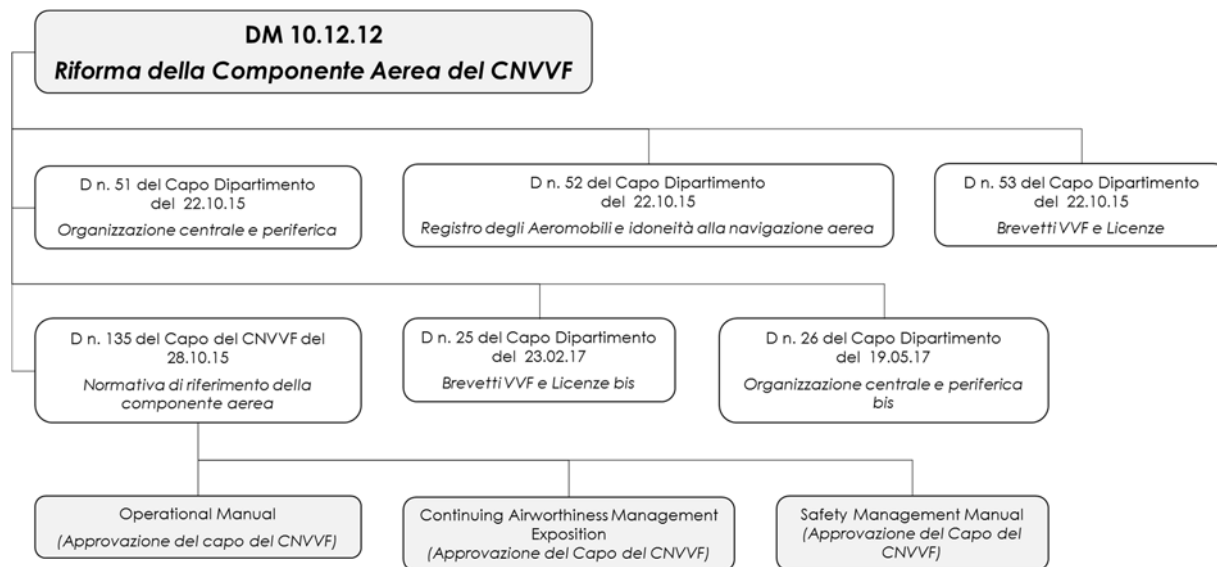 DM 10.12.12
Riforma della Componente Aerea del CNVVF
D n. 51 del Capo Dipartimento
del 22.10.15
Organizzazione centrale e periferica
D n. 52 del Capo Dipartimento
del 22.10.15
Registro degli Aeromobili e idoneità alla navigazione aerea
D n. 53 del Capo Dipartimento
del 22.10.15
Brevetti VVF e Licenze
D n. 135 del Capo del CNVVF del
28.10.15
Normativa di riferimento della
componente aerea
D n. 25 del Capo Dipartimento
del 23.02.17
Brevetti VVF e Licenze bis
D n. 26 del Capo Dipartimento
del 19.05.17
Organizzazione centrale e periferica
bis
Operational Manual
(Approvazione del capo del CNVVF)
Continuing Airworthiness Management
Exposition
(Approvazione del Capo del CNVVF)
Safety Management Manual
(Approvazione del Capo del
CNVVF)